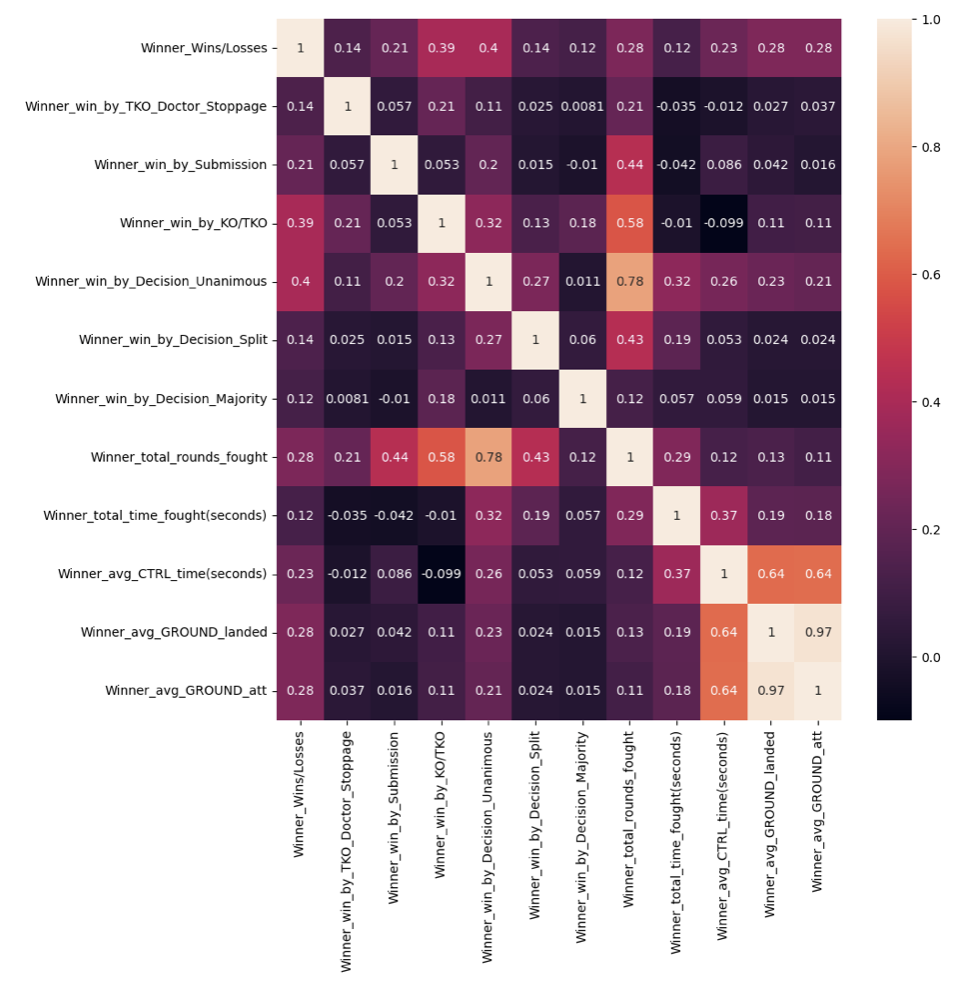 Winner_Wins/Losses 1 0.14 0.21 0.39 0.4 0.14 0.12 0.28 0.12 0.23 0.28 0.28
Winner_win_by_TKO_Doctor_Stoppage 0.14 1 0.057 0.21 0.11 0.025 0.0081 0.21 -0.035 -0.012 0.027 0.037
Winner_win_by_Submission 0.21 0.057 1 0.053 0.2 0.015 -0.01 0.44 -0.042 0.086 0.042 0.016
Winner_win_by_KO/TKO 0.39 0.21 0.053 1 0.32 0.13 0.18 0.58 -0.01 -0.099 0.11 0.11
Winner_win_by_Decision_Unanimous 0.4 0.11 0.2 0.32 1 0.27 0.011 0.78 0.32 0.26 0.23 0.21
Winner_win_by_Decision_Split 0.14 0.025 0.015 0.13 0.27 1 0.06 0.43 0.19 0.053 0.024 0.024
Winner_win_by_Decision_Majority 0.12 0.0081 -0.01 0.18 0.011 0.06 1 0.12 0.057 0.059 0.015 0.015
Winner_total_rounds_fought 0.28 0.21 0.44 0.58 0.78 0.43 0.12 1 0.29 0.12 0.13 0.11
Winner_total_time_fought(seconds) 0.12 -0.035 -0.042 -0.01 0.32 0.19 0.057 0.29 1 0.37 0.19 0.18
Winner_avg_CTRL_time(seconds) 0.23 -0.012 0.086 -0.099 0.26 0.053 0.059 0.12 0.37 1 0.64 0.64
Winner_avg_GROUND_landed 0.28 0.027 0.042 0.11 0.23 0.024 0.015 0.13 0.19 0.64 1 0.97
Winner_avg_GROUND_att 0.28 0.037 0.016 0.11 0.21 0.024 0.015 0.11 0.18 0.64 0.97 1
Winner_Wins/Losses
Winner_win_by_TKO_Doctor_Stoppage
Winner_win_by_Submission
Winner_win_by_KO/TKO
Winner_win_by_Decision_Unanimous
Winner_win_by_Decision_Split
Winner_win_by_Decision_Majority
Winner_total_rounds_fought
Winner_total_time_fought(seconds)
Winner_avg_CTRL_time(seconds)
Winner_avg_GROUND_landed
Winner_avg_GROUND_att
1.0
0.8
0.6
0.4
0.2
0.0